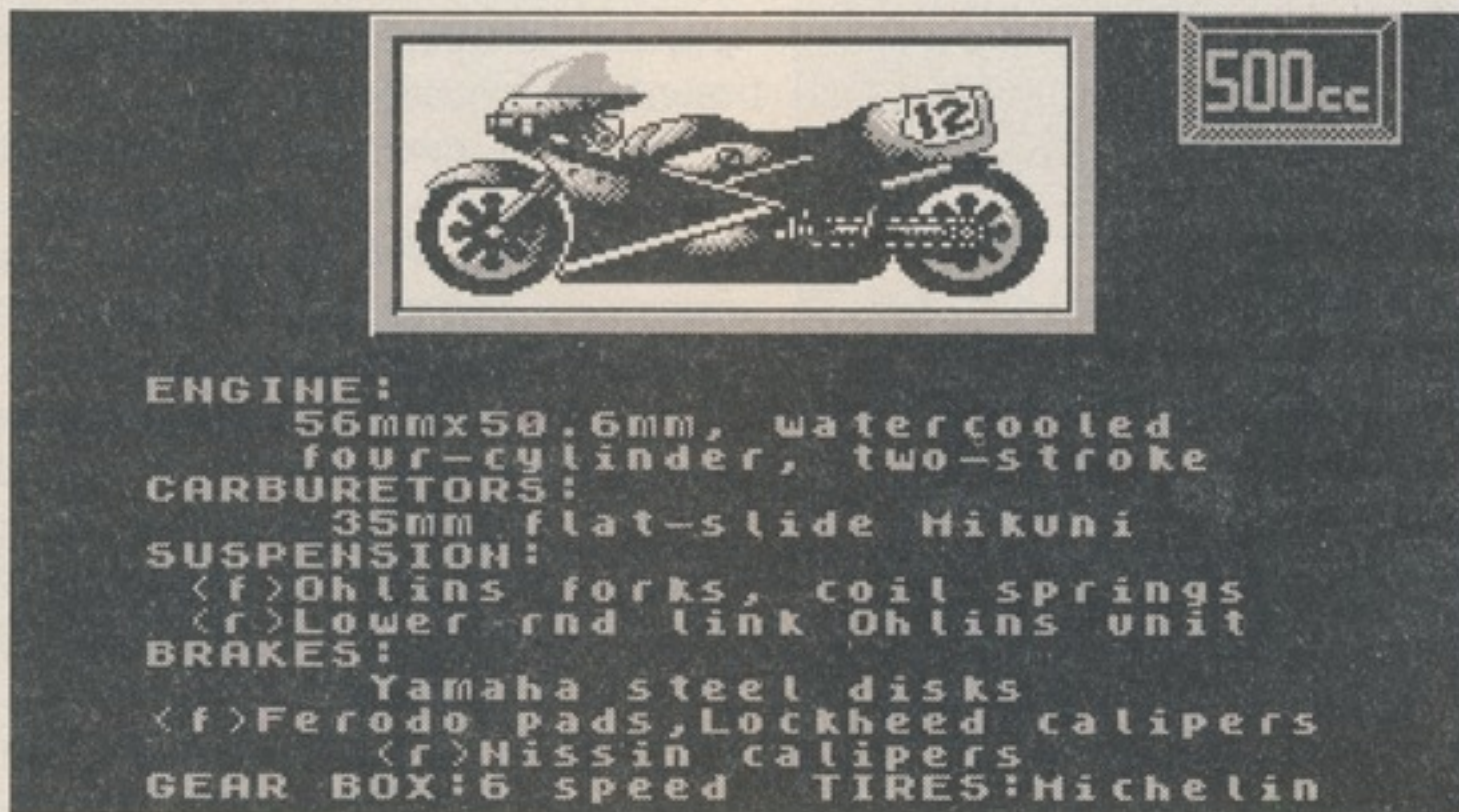 12
500cc
ENGINE:
56mmx50.6mm, watercooled
four-cylinder, two-stroke
CARBURETORS:
35mm flat-slide Mikuni
SUSPENSION:
<f>Ohlins forks, coil springs
<r>Lower rnd link Ohlins unit
BRAKES:
Yamaha steel disks
<f>Ferodo pads,Lockheed calipers
<r>Nissin calipers
GEAR BOX:6 speed TIRES:Michelin